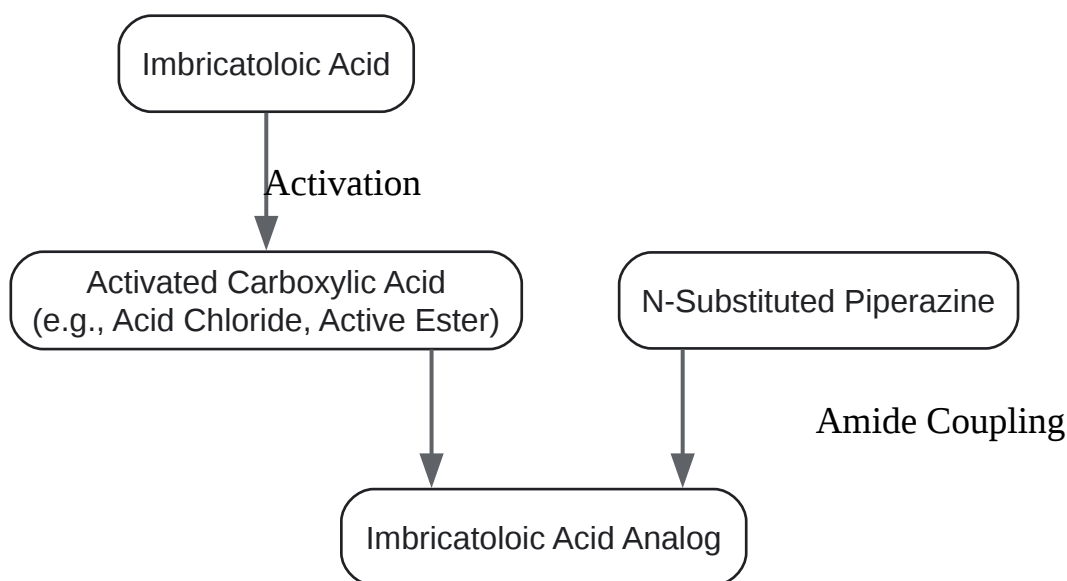 Imbricatoloic Acid
Activation
Activated Carboxylic Acid
(e.g., Acid Chloride, Active Ester)
N-Substituted Piperazine
Amide Coupling
Imbricatoloic Acid Analog